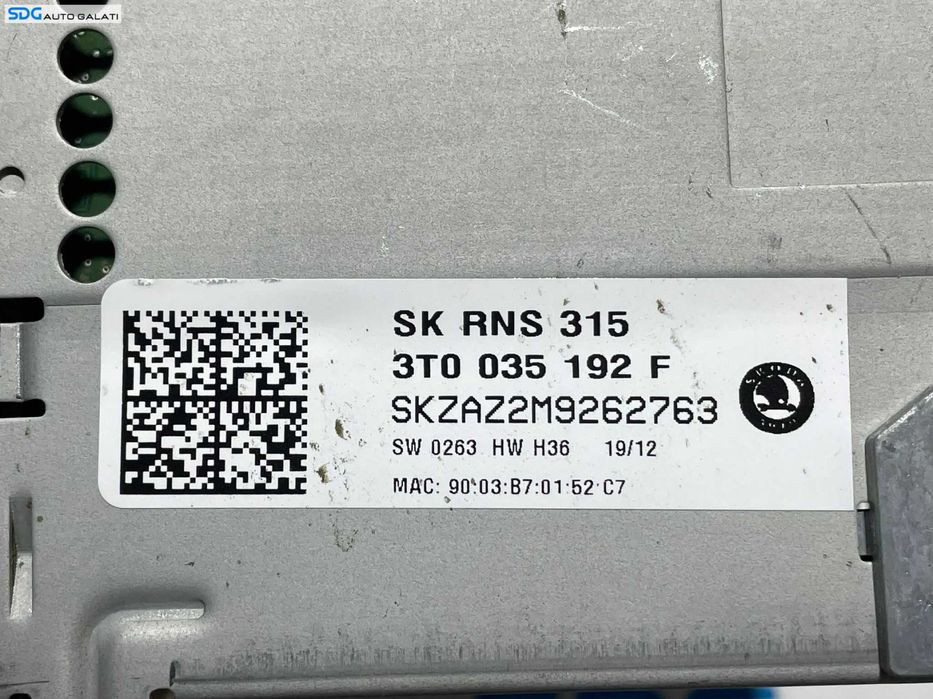 SDG AUTO GALATI
SK RNS 315
3T0 035 192 F
SKZAZ2M9262763
SW 0263 HW H36 19/12
MAC: 90:03:B7:01:52:C7
SKODA